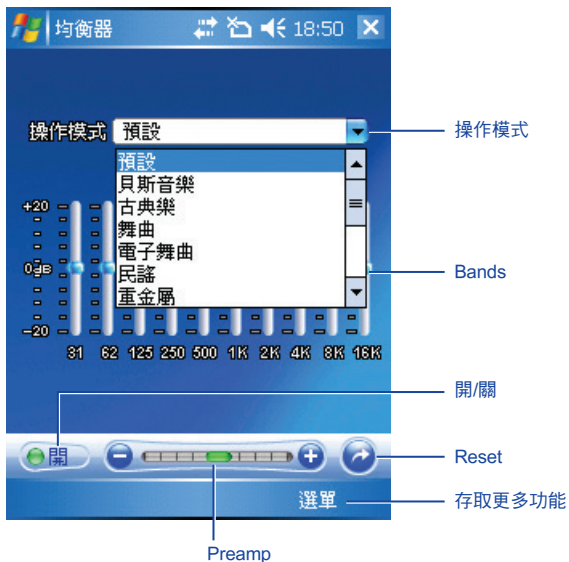 均衡器 18:50
操作模式 預設 操作模式
預設
貝斯音樂
古典樂
舞曲
電子舞曲
民謠
重金屬
+20
0dB
-20
Bands
31 62 125 250 500 1K 2K 4K 8K 16K
開/關
開
Reset
選單 存取更多功能
Preamp